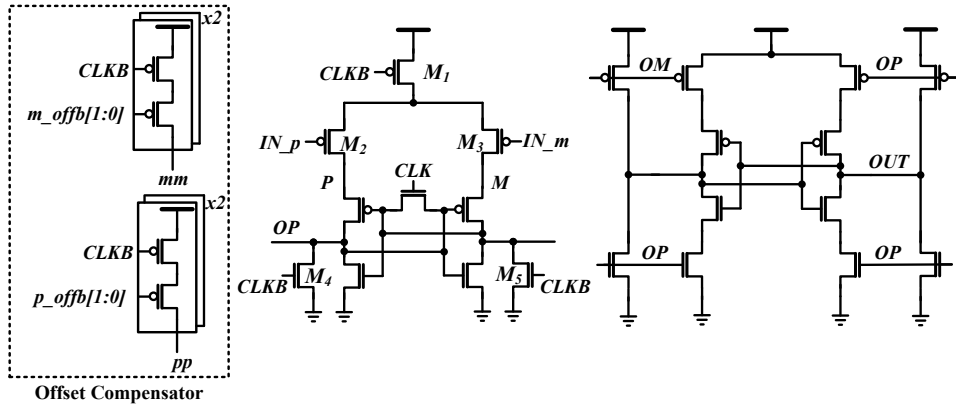 x2
CLKB
m_offb[1:0]
mm
x2
CLKB
p_offb[1:0]
pp
Offset Compensator
CLKB
M1
IN_p
M2
M3
IN_m
P
CLK
M
OP
M4
M5
CLKB
CLKB
OM
OP
OUT
OP
OP